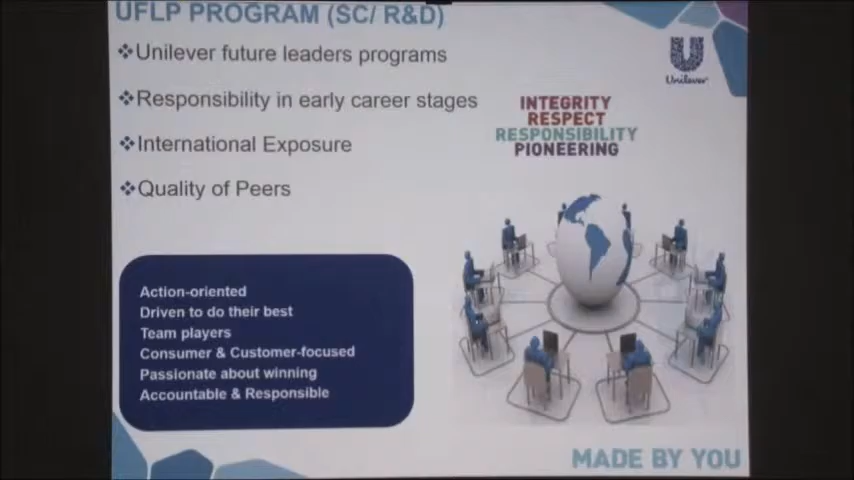 UFLP PROGRAM (SC/ R&D)
Unilever future leaders programs
Responsibility in early career stages
International Exposure
Quality of Peers
Unilever
INTEGRITY
RESPECT
RESPONSIBILITY
PIONEERING
Action-oriented
Driven to do their best
Team players
Consumer & Customer-focused
Passionate about winning
Accountable & Responsible
MADE BY YOU